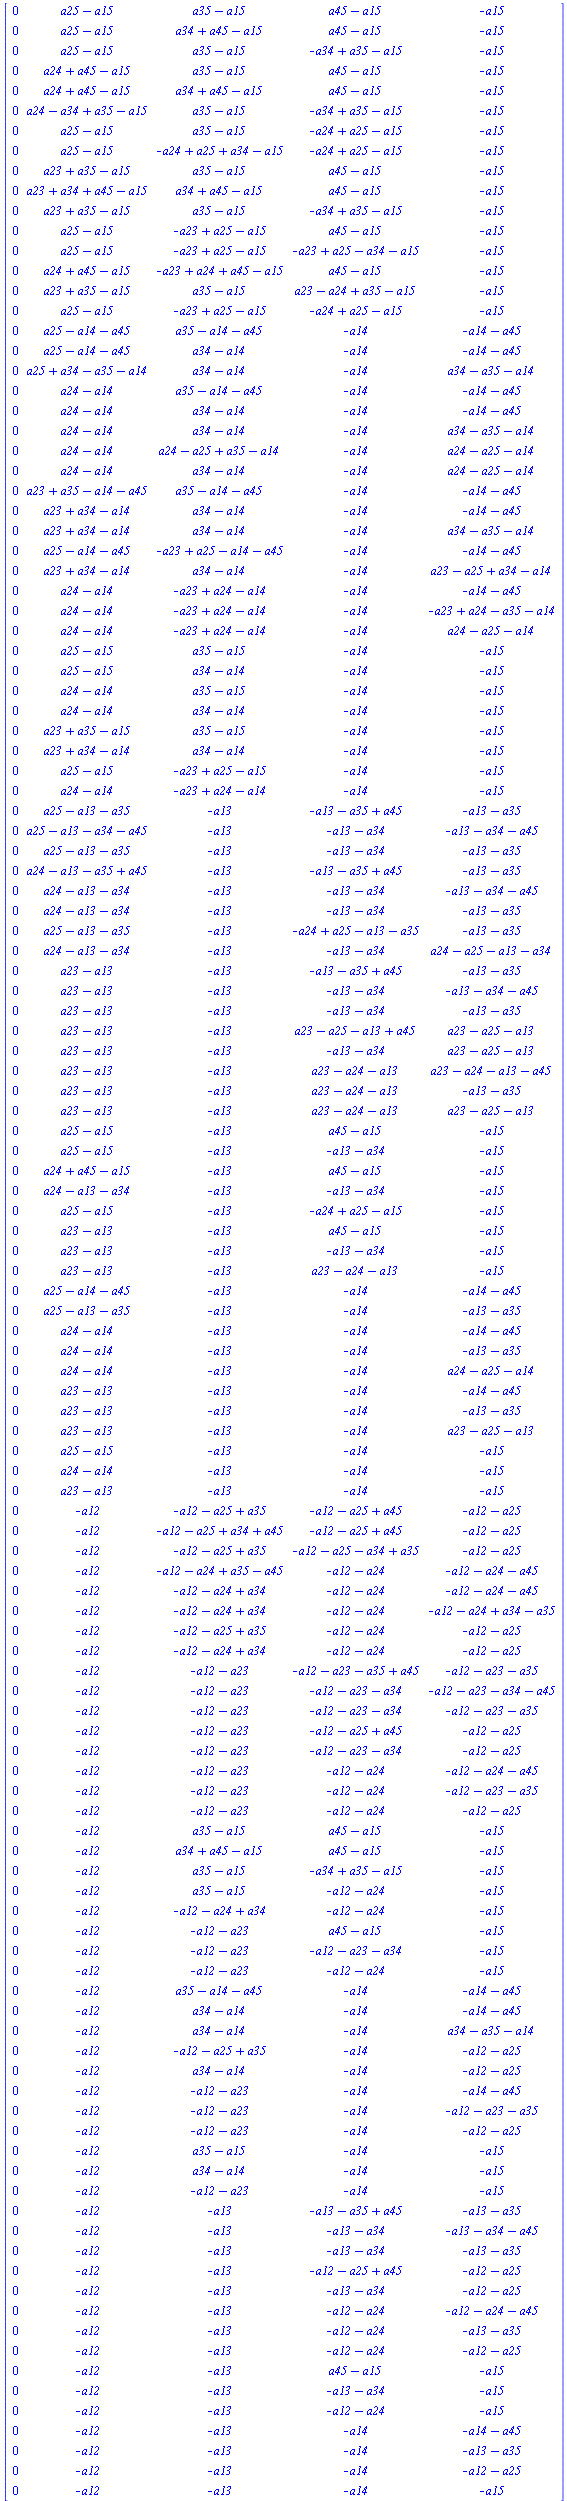 0 a25 − a15 a35 − a15 a45 − a15 -a15
0 a25 − a15 a34 + a45 − a15 a45 − a15 -a15
0 a25 − a15 a35 − a15 -a34 + a35 − a15 -a15
0 a24 + a45 − a15 a35 − a15 a45 − a15 -a15
0 a24 + a45 − a15 a34 + a45 − a15 a45 − a15 -a15
0 a24 − a34 + a35 − a15 a35 − a15 -a34 + a35 − a15 -a15
0 a25 − a15 a35 − a15 -a24 + a25 − a15 -a15
0 a25 − a15 -a24 + a25 + a34 − a15 -a24 + a25 − a15 -a15
0 a23 + a35 − a15 a35 − a15 a45 − a15 -a15
0 a23 + a34 + a45 − a15 a34 + a45 − a15 a45 − a15 -a15
0 a23 + a35 − a15 a35 − a15 -a34 + a35 − a15 -a15
0 a25 − a15 -a23 + a25 − a15 a45 − a15 -a15
0 a25 − a15 -a23 + a25 − a15 -a23 + a25 − a34 − a15 -a15
0 a24 + a45 − a15 -a23 + a24 + a45 − a15 a45 − a15 -a15
0 a23 + a35 − a15 a35 − a15 a23 − a24 + a35 − a15 -a15
0 a25 − a15 -a23 + a25 − a15 -a24 + a25 − a15 -a15
0 a25 − a14 − a45 a35 − a14 − a45 -a14 -a14 − a45
0 a25 − a14 − a45 a34 − a14 -a14 -a14 − a45
0 a25 + a34 − a35 − a14 a34 − a14 -a14 a34 − a35 − a14
0 a24 − a14 a35 − a14 − a45 -a14 -a14 − a45
0 a24 − a14 a34 − a14 -a14 -a14 − a45
0 a24 − a14 a34 − a14 -a14 a34 − a35 − a14
0 a24 − a14 a24 − a25 + a35 − a14 -a14 a24 − a25 − a14
0 a24 − a14 a34 − a14 -a14 a24 − a25 − a14
0 a23 + a35 − a14 − a45 a35 − a14 − a45 -a14 -a14 − a45
0 a23 + a34 − a14 a34 − a14 -a14 -a14 − a45
0 a23 + a34 − a14 a34 − a14 -a14 a34 − a35 − a14
0 a25 − a14 − a45 -a23 + a25 − a14 − a45 -a14 -a14 − a45
0 a23 + a34 − a14 a34 − a14 -a14 a23 − a25 + a34 − a14
0 a24 − a14 -a23 + a24 − a14 -a14 -a14 − a45
0 a24 − a14 -a23 + a24 − a14 -a14 -a23 + a24 − a35 − a14
0 a24 − a14 -a23 + a24 − a14 -a14 a24 − a25 − a14
0 a25 − a15 a35 − a15 -a14 -a15
0 a25 − a15 a34 − a14 -a14 -a15
0 a24 − a14 a35 − a15 -a14 -a15
0 a24 − a14 a34 − a14 -a14 -a15
0 a23 + a35 − a15 a35 − a15 -a14 -a15
0 a23 + a34 − a14 a34 − a14 -a14 -a15
0 a25 − a15 -a23 + a25 − a15 -a14 -a15
0 a24 − a14 -a23 + a24 − a14 -a14 -a15
0 a25 − a13 − a35 -a13 -a13 − a35 + a45 -a13 − a35
0 a25 − a13 − a34 − a45 -a13 -a13 − a34 -a13 − a34 − a45
0 a25 − a13 − a35 -a13 -a13 − a34 -a13 − a35
0 a24 − a13 − a35 + a45 -a13 -a13 − a35 + a45 -a13 − a35
0 a24 − a13 − a34 -a13 -a13 − a34 -a13 − a34 − a45
0 a24 − a13 − a34 -a13 -a13 − a34 -a13 − a35
0 a25 − a13 − a35 -a13 -a24 + a25 − a13 − a35 -a13 − a35
0 a24 − a13 − a34 -a13 -a13 − a34 a24 − a25 − a13 − a34
0 a23 − a13 -a13 -a13 − a35 + a45 -a13 − a35
0 a23 − a13 -a13 -a13 − a34 -a13 − a34 − a45
0 a23 − a13 -a13 -a13 − a34 -a13 − a35
0 a23 − a13 -a13 a23 − a25 − a13 + a45 a23 − a25 − a13
0 a23 − a13 -a13 -a13 − a34 a23 − a25 − a13
0 a23 − a13 -a13 a23 − a24 − a13 a23 − a24 − a13 − a45
0 a23 − a13 -a13 a23 − a24 − a13 -a13 − a35
0 a23 − a13 -a13 a23 − a24 − a13 a23 − a25 − a13
0 a25 − a15 -a13 a45 − a15 -a15
0 a25 − a15 -a13 -a13 − a34 -a15
0 a24 + a45 − a15 -a13 a45 − a15 -a15
0 a24 − a13 − a34 -a13 -a13 − a34 -a15
0 a25 − a15 -a13 -a24 + a25 − a15 -a15
0 a23 − a13 -a13 a45 − a15 -a15
0 a23 − a13 -a13 -a13 − a34 -a15
0 a23 − a13 -a13 a23 − a24 − a13 -a15
0 a25 − a14 − a45 -a13 -a14 -a14 − a45
0 a25 − a13 − a35 -a13 -a14 -a13 − a35
0 a24 − a14 -a13 -a14 -a14 − a45
0 a24 − a14 -a13 -a14 -a13 − a35
0 a24 − a14 -a13 -a14 a24 − a25 − a14
0 a23 − a13 -a13 -a14 -a14 − a45
0 a23 − a13 -a13 -a14 -a13 − a35
0 a23 − a13 -a13 -a14 a23 − a25 − a13
0 a25 − a15 -a13 -a14 -a15
0 a24 − a14 -a13 -a14 -a15
0 a23 − a13 -a13 -a14 -a15
0 -a12 -a12 − a25 + a35 -a12 − a25 + a45 -a12 − a25
0 -a12 -a12 − a25 + a34 + a45 -a12 − a25 + a45 -a12 − a25
0 -a12 -a12 − a25 + a35 -a12 − a25 − a34 + a35 -a12 − a25
0 -a12 -a12 − a24 + a35 − a45 -a12 − a24 -a12 − a24 − a45
0 -a12 -a12 − a24 + a34 -a12 − a24 -a12 − a24 − a45
0 -a12 -a12 − a24 + a34 -a12 − a24 -a12 − a24 + a34 − a35
0 -a12 -a12 − a25 + a35 -a12 − a24 -a12 − a25
0 -a12 -a12 − a24 + a34 -a12 − a24 -a12 − a25
0 -a12 -a12 − a23 -a12 − a23 − a35 + a45 -a12 − a23 − a35
0 -a12 -a12 − a23 -a12 − a23 − a34 -a12 − a23 − a34 − a45
0 -a12 -a12 − a23 -a12 − a23 − a34 -a12 − a23 − a35
0 -a12 -a12 − a23 -a12 − a25 + a45 -a12 − a25
0 -a12 -a12 − a23 -a12 − a23 − a34 -a12 − a25
0 -a12 -a12 − a23 -a12 − a24 -a12 − a24 − a45
0 -a12 -a12 − a23 -a12 − a24 -a12 − a23 − a35
0 -a12 -a12 − a23 -a12 − a24 -a12 − a25
0 -a12 a35 − a15 a45 − a15 -a15
0 -a12 a34 + a45 − a15 a45 − a15 -a15
0 -a12 a35 − a15 -a34 + a35 − a15 -a15
0 -a12 a35 − a15 -a12 − a24 -a15
0 -a12 -a12 − a24 + a34 -a12 − a24 -a15
0 -a12 -a12 − a23 a45 − a15 -a15
0 -a12 -a12 − a23 -a12 − a23 − a34 -a15
0 -a12 -a12 − a23 -a12 − a24 -a15
0 -a12 a35 − a14 − a45 -a14 -a14 − a45
0 -a12 a34 − a14 -a14 -a14 − a45
0 -a12 a34 − a14 -a14 a34 − a35 − a14
0 -a12 -a12 − a25 + a35 -a14 -a12 − a25
0 -a12 a34 − a14 -a14 -a12 − a25
0 -a12 -a12 − a23 -a14 -a14 − a45
0 -a12 -a12 − a23 -a14 -a12 − a23 − a35
0 -a12 -a12 − a23 -a14 -a12 − a25
0 -a12 a35 − a15 -a14 -a15
0 -a12 a34 − a14 -a14 -a15
0 -a12 -a12 − a23 -a14 -a15
0 -a12 -a13 -a13 − a35 + a45 -a13 − a35
0 -a12 -a13 -a13 − a34 -a13 − a34 − a45
0 -a12 -a13 -a13 − a34 -a13 − a35
0 -a12 -a13 -a12 − a25 + a45 -a12 − a25
0 -a12 -a13 -a13 − a34 -a12 − a25
0 -a12 -a13 -a12 − a24 -a12 − a24 − a45
0 -a12 -a13 -a12 − a24 -a13 − a35
0 -a12 -a13 -a12 − a24 -a12 − a25
0 -a12 -a13 a45 − a15 -a15
0 -a12 -a13 -a13 − a34 -a15
0 -a12 -a13 -a12 − a24 -a15
0 -a12 -a13 -a14 -a14 − a45
0 -a12 -a13 -a14 -a13 − a35
0 -a12 -a13 -a14 -a12 − a25
0 -a12 -a13 -a14 -a15